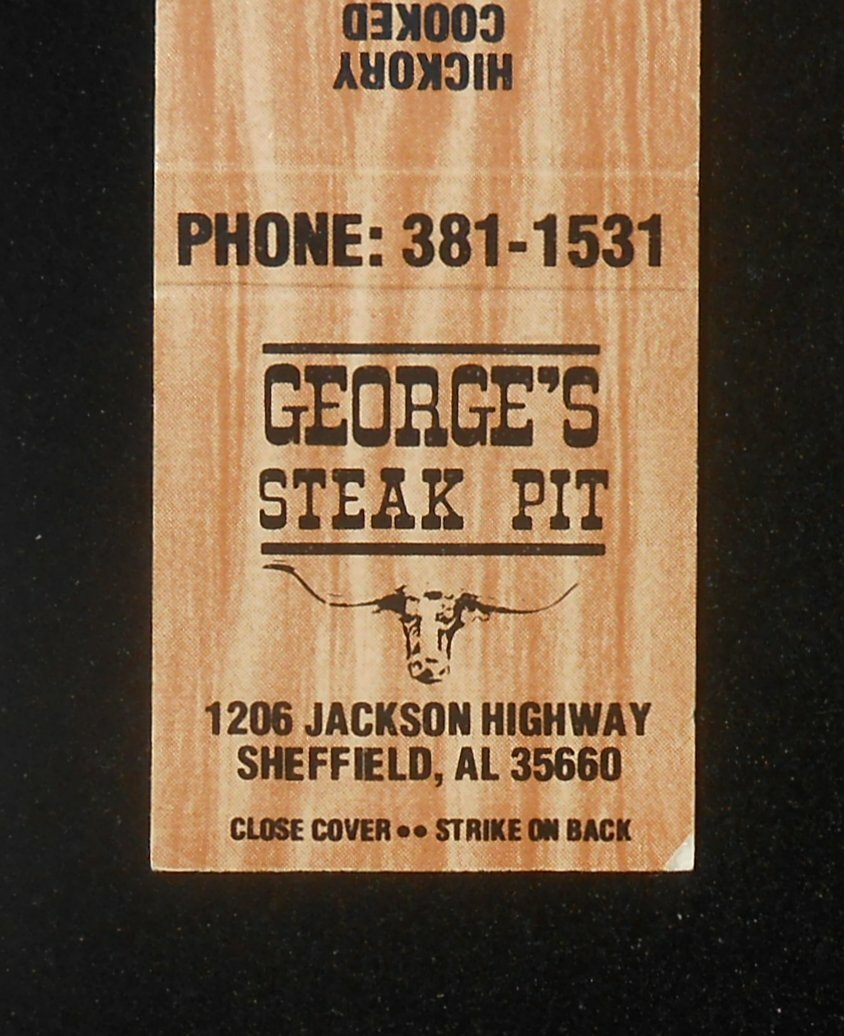 HICKORY
COOKED
PHONE: 381-1531
GEORGE'S
STEAK PIT
1206 JACKSON HIGHWAY
SHEFFIELD, AL 35660
CLOSE COVER •• STRIKE ON BACK